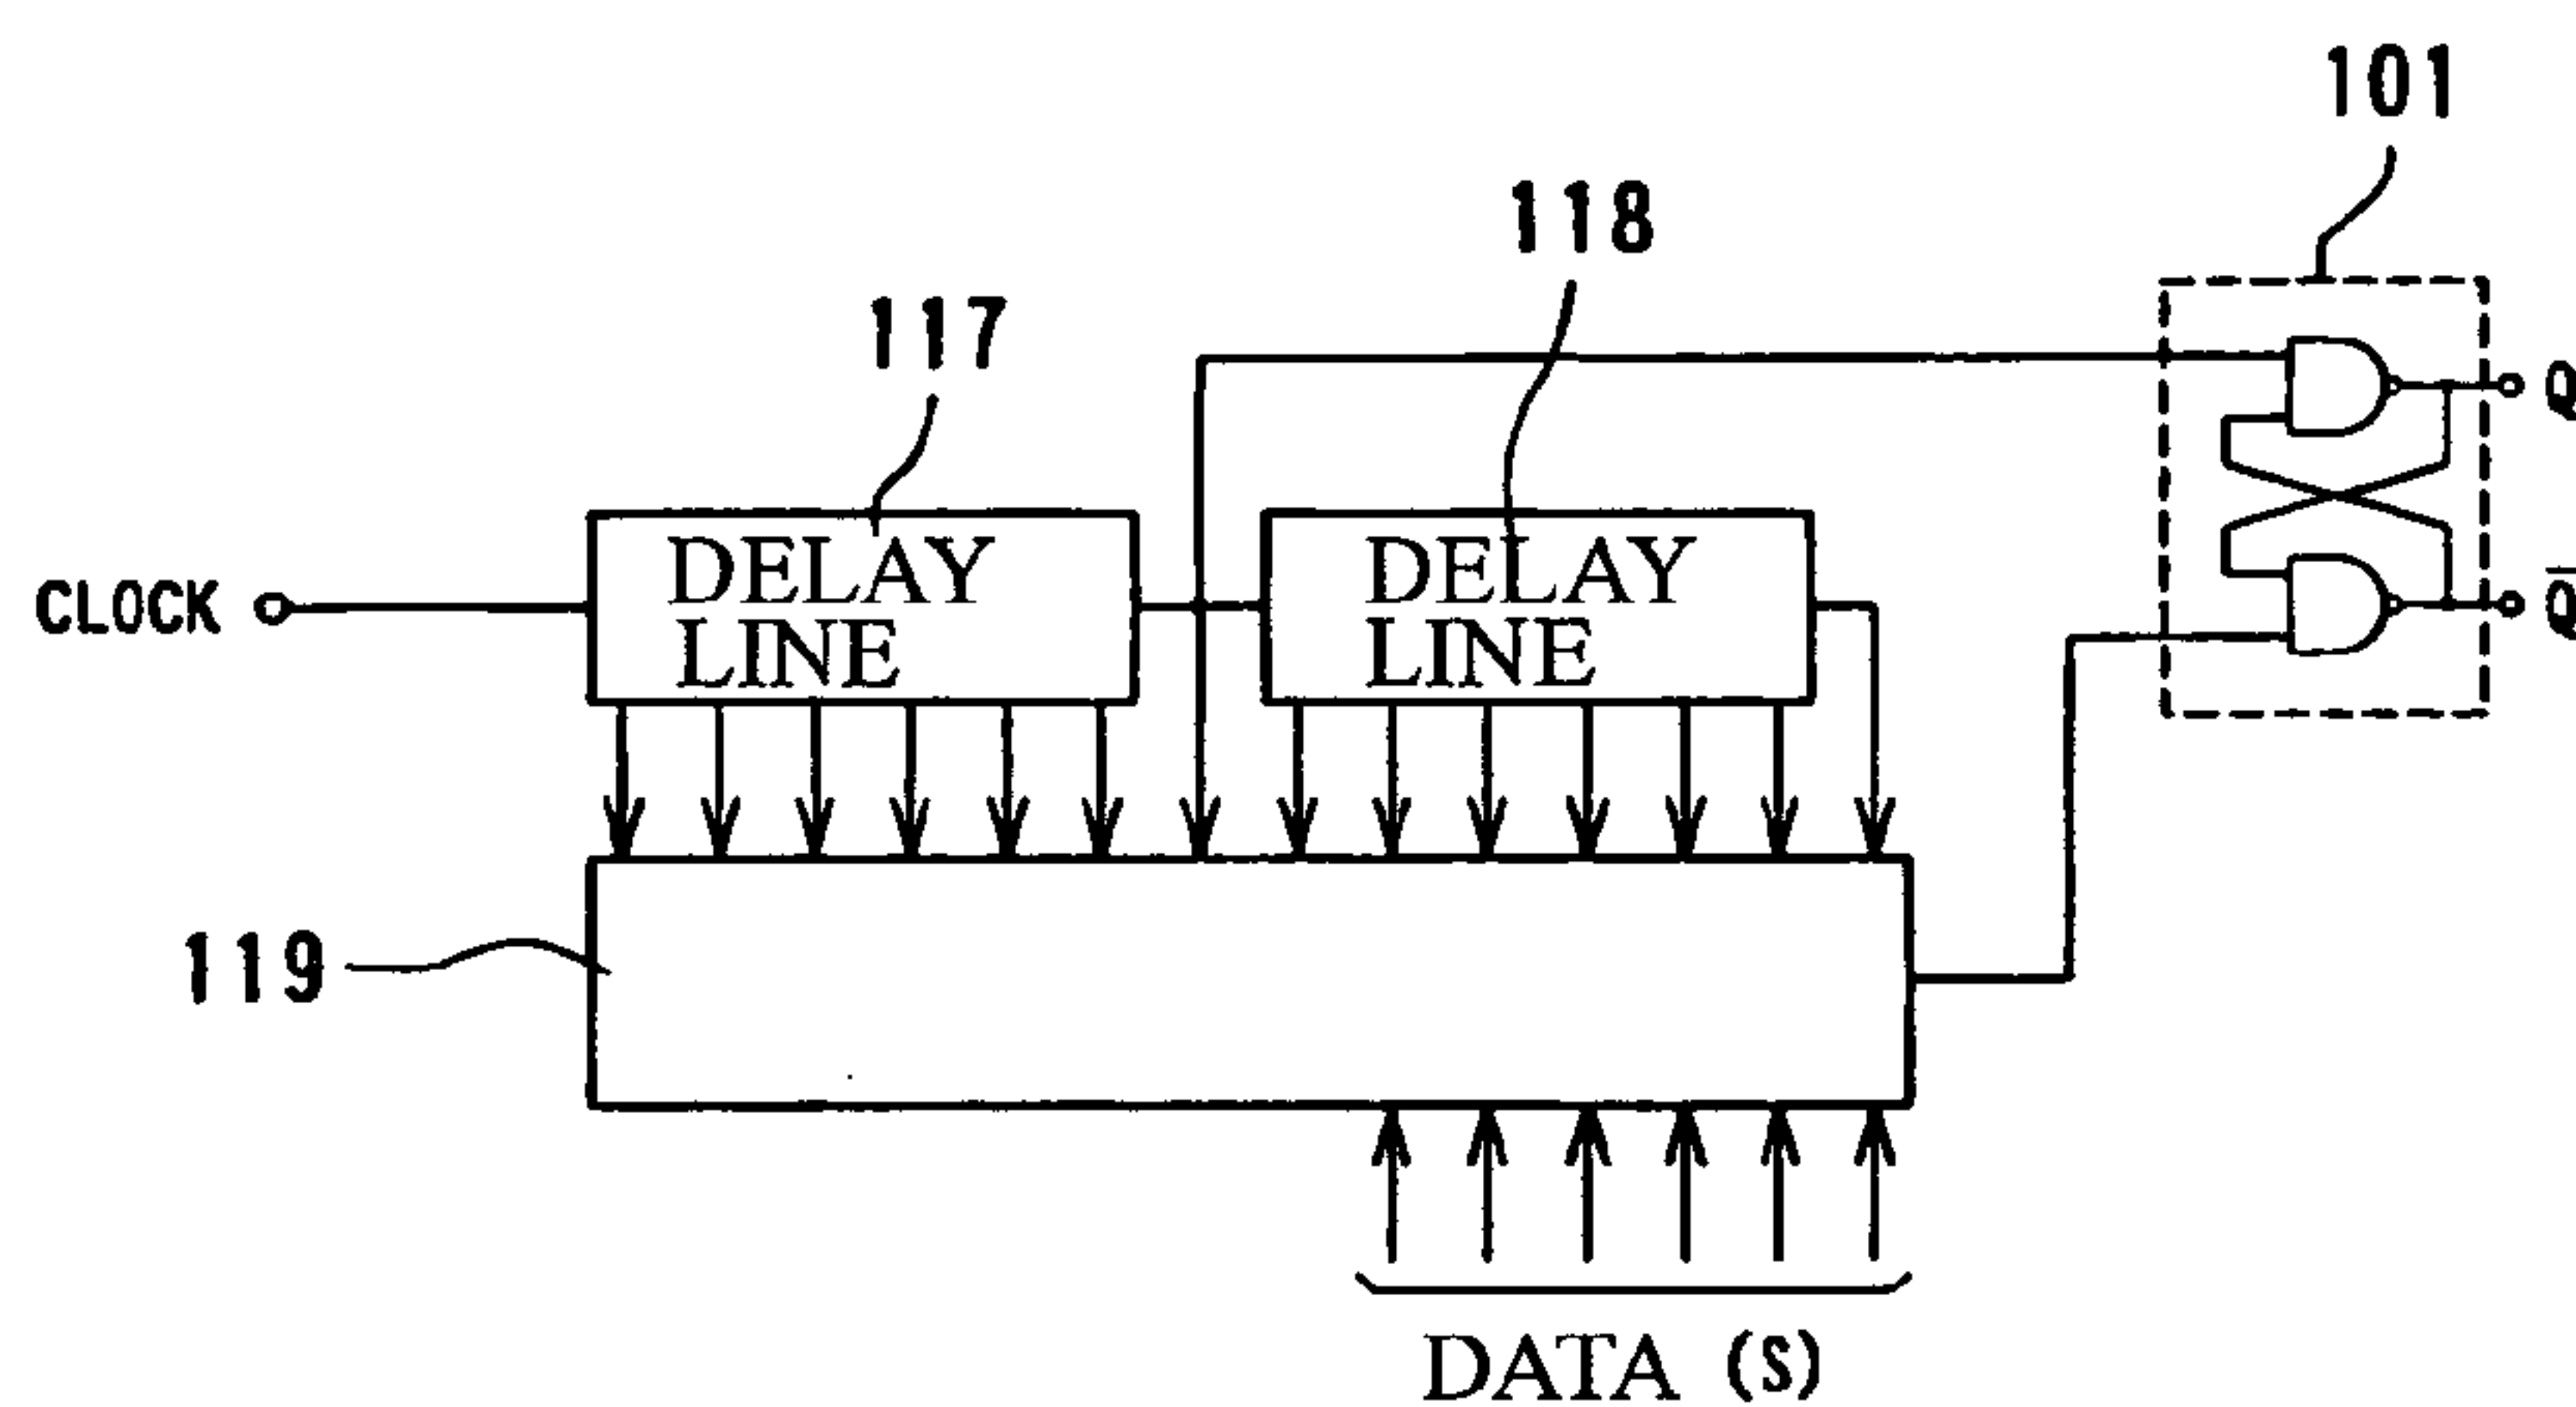 101
118
117
Q
DELAY
LINE
DELAY
LINE
CLOCK
Q̅
119
DATA (S)